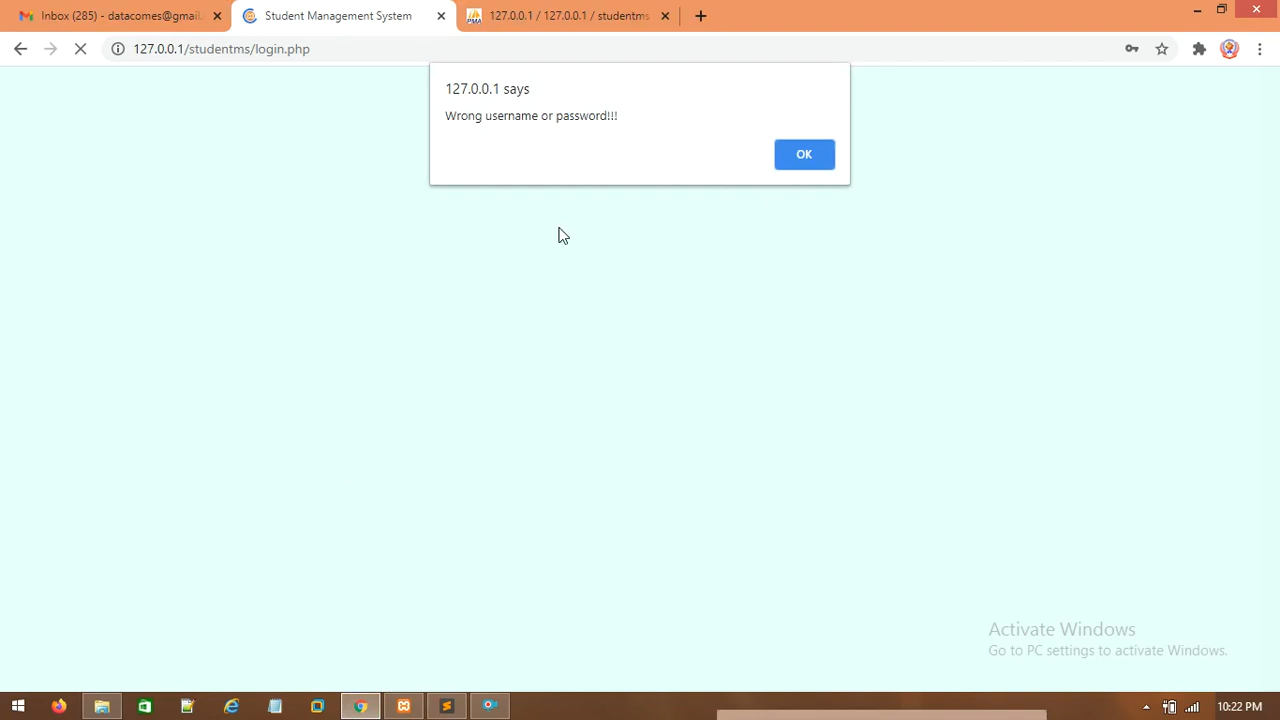 Inbox (285) - datacomes@gmail.
Student Management System
127.0.0.1 / 127.0.0.1 / studentms
127.0.0.1/studentms/login.php
127.0.0.1 says
Wrong username or password!!!
OK
Activate Windows
Go to PC settings to activate Windows.
10:22 PM